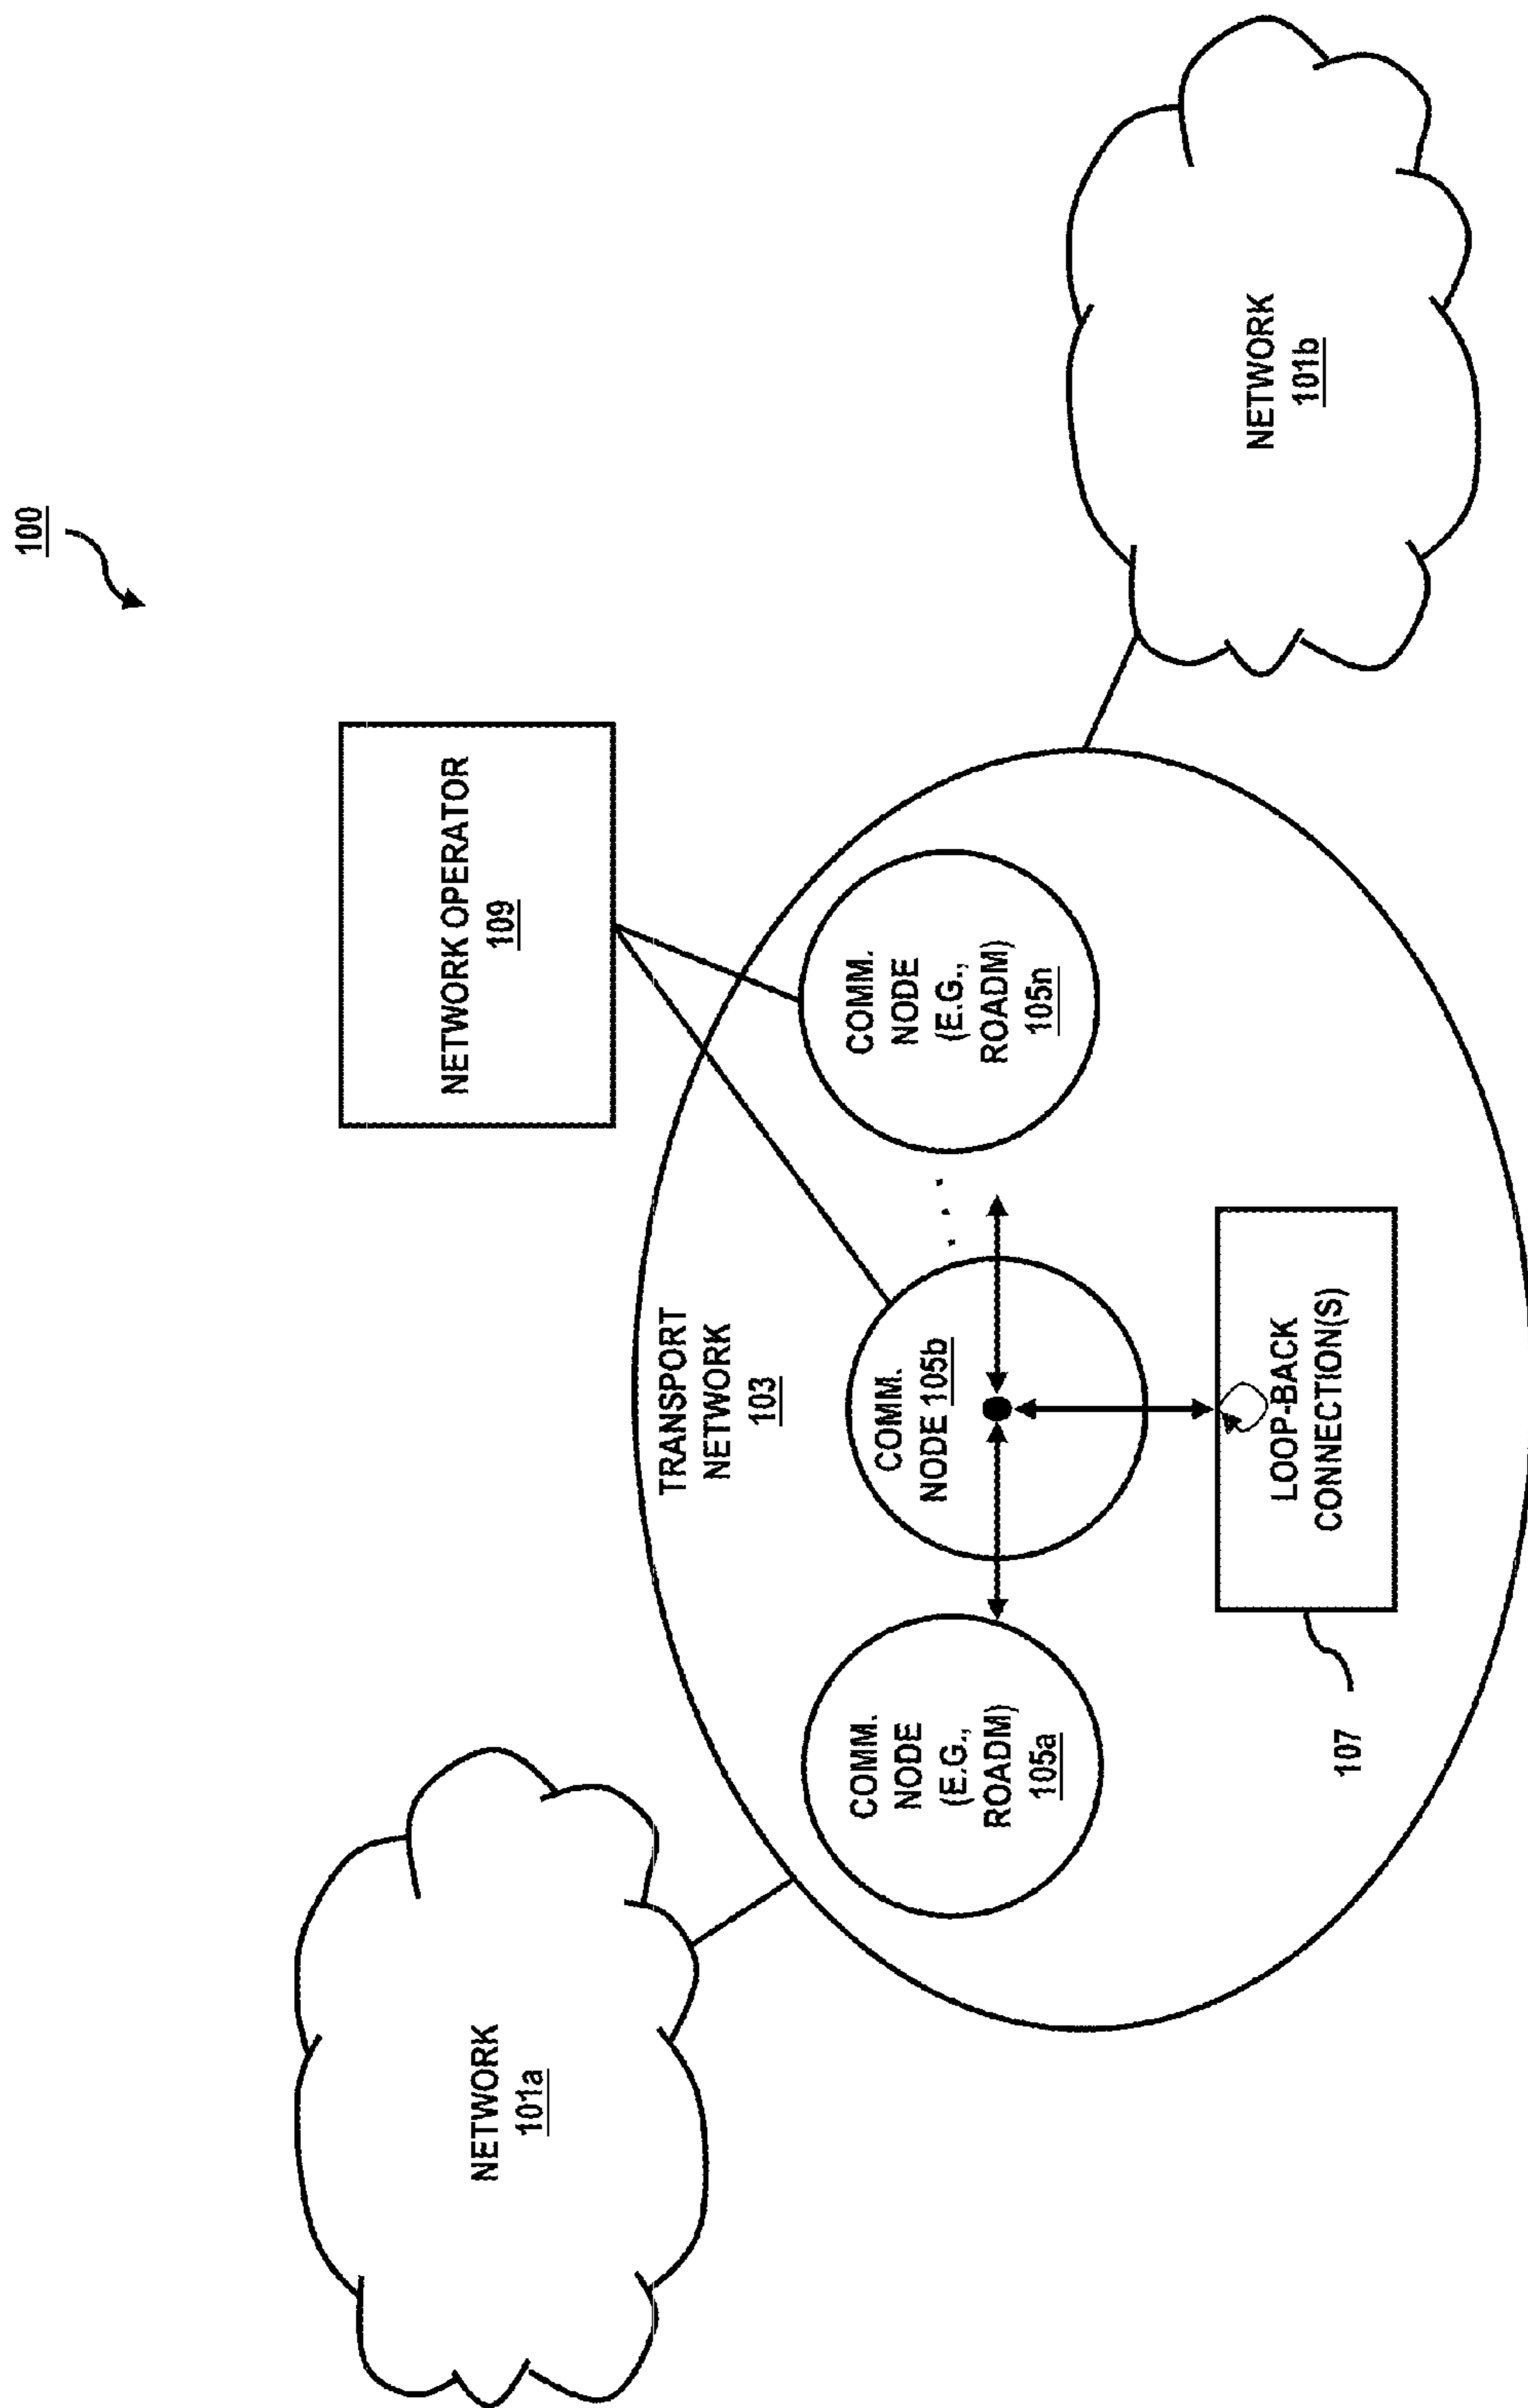 100
NETWORK OPERATOR
109
NETWORK
101a
TRANSPORT
NETWORK
103
COMM.
NODE
(E.G.,
ROADM)
105a
COMM.
NODE 105b
. . .
COMM.
NODE
(E.G.,
ROADM)
105n
LOOP-BACK
CONNECTION(S)
107
NETWORK
101b